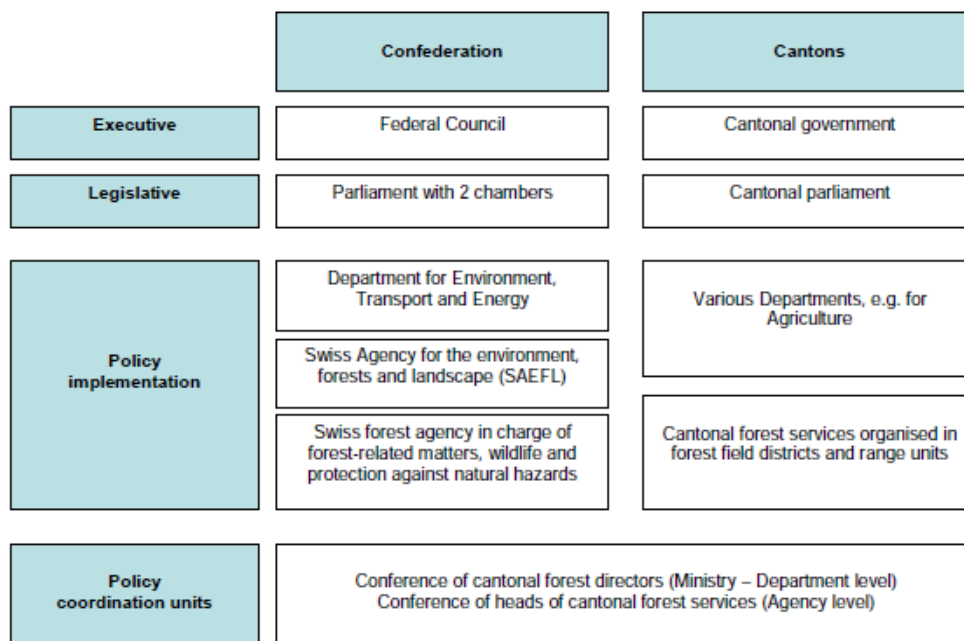 Confederation
Cantons
Executive
Federal Council
Cantonal government
Legislative
Parliament with 2 chambers
Cantonal parliament
Policy
implementation
Department for Environment,
Transport and Energy
Swiss Agency for the environment,
forests and landscape (SAEFL)
Swiss forest agency in charge of
forest-related matters, wildlife and
protection against natural hazards
Various Departments, e.g. for
Agriculture
Cantonal forest services organised in
forest field districts and range units
Policy
coordination units
Conference of cantonal forest directors (Ministry – Department level)
Conference of heads of cantonal forest services (Agency level)